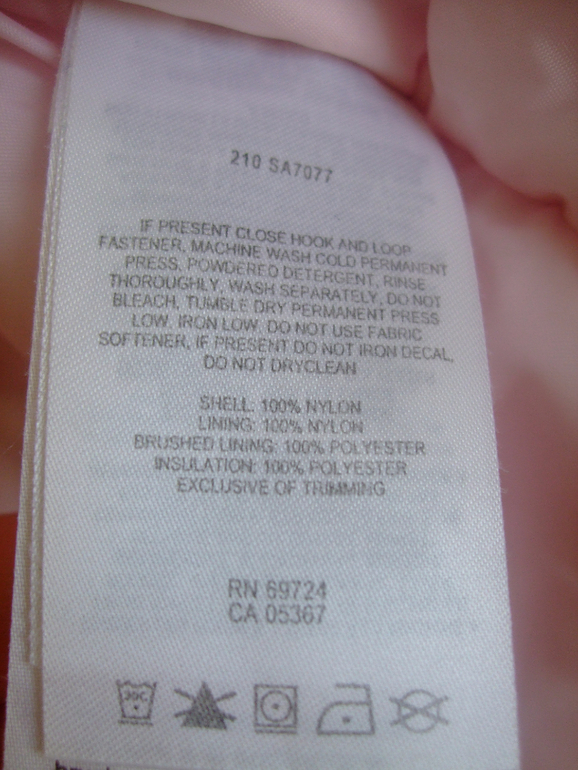 210 SA7077
IF PRESENT CLOSE HOOK AND LOOP
FASTENER, MACHINE WASH COLD PERMANENT
PRESS, POWDERED DETERGENT, RINSE
THOROUGHLY, WASH SEPARATELY, DO NOT
BLEACH, TUMBLE DRY PERMANENT PRESS
LOW, IRON LOW. DO NOT USE FABRIC
SOFTENER, IF PRESENT DO NOT IRON DECAL,
DO NOT DRYCLEAN
SHELL: 100% NYLON
LINING: 100% NYLON
BRUSHED LINING: 100% POLYESTER
INSULATION: 100% POLYESTER
EXCLUSIVE OF TRIMMING
RN 69724
CA 05367
30C